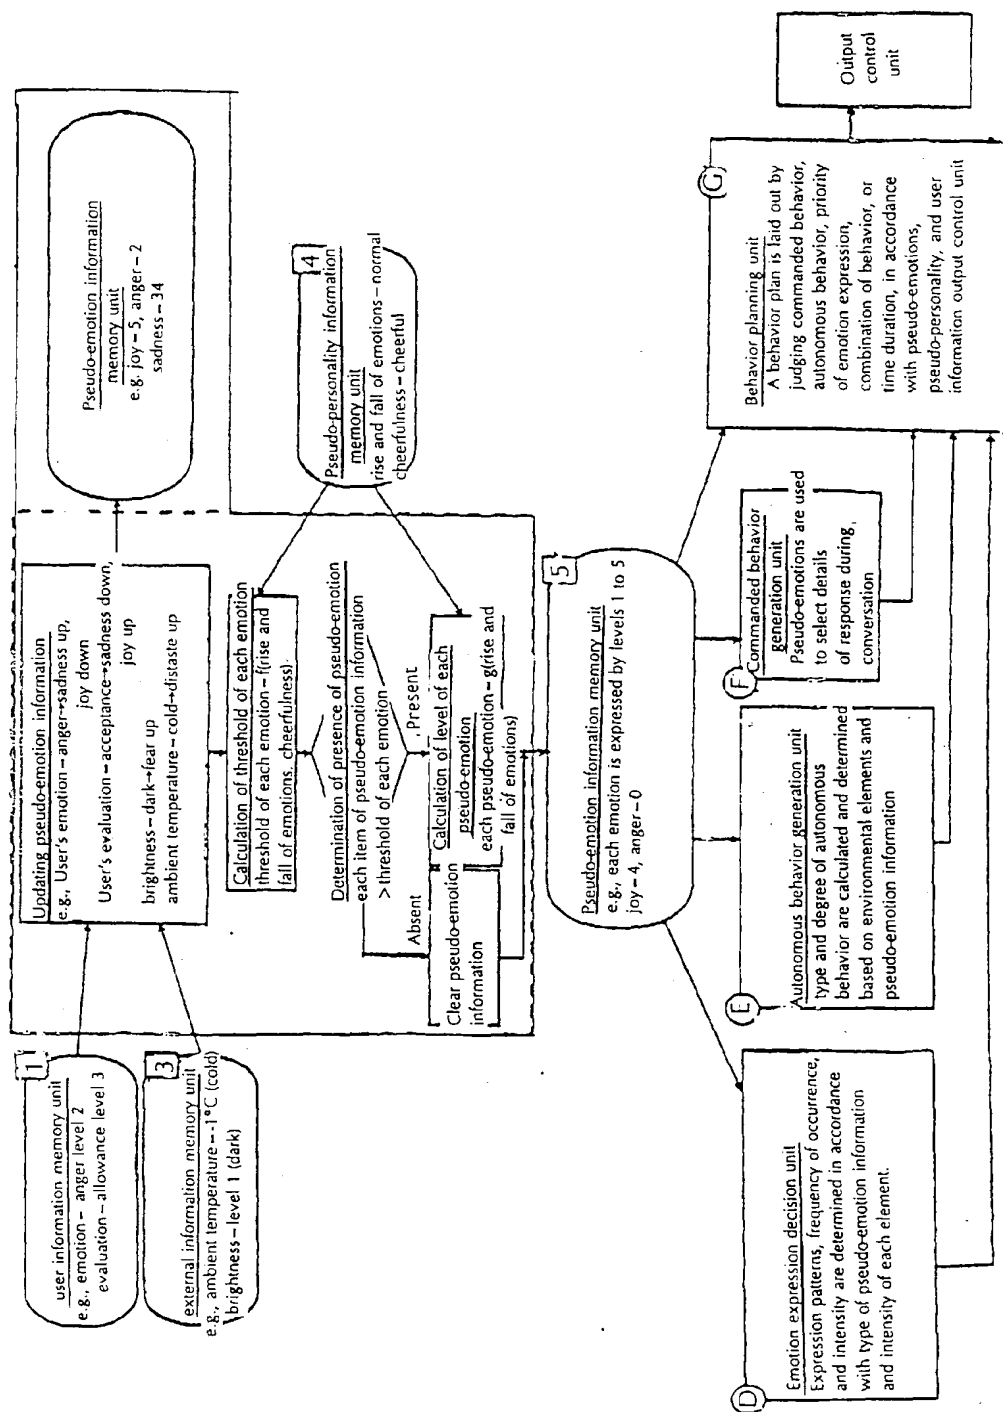 1
user information memory unit
e.g., emotion – anger level 2
evaluation – allowance level 3
3
external information memory unit
e.g., ambient temperature – -1°C (cold)
brightness – level 1 (dark)
Updating pseudo-emotion information
e.g., User's emotion – anger→sadness up,
joy down
User's evaluation – acceptance→sadness down,
joy up
brightness – dark→fear up
ambient temperature – cold→distaste up
Pseudo-emotion information
memory unit
e.g. joy – 5, anger – 2
sadness – 34
Calculation of threshold of each emotion
threshold of each emotion – f(rise and
fall of emotions, cheerfulness)
4
Pseudo-personality information
memory unit
rise and fall of emotions – normal
cheerfulness – cheerful
Determination of presence of pseudo-emotion
each item of pseudo-emotion information
> threshold of each emotion
Absent
Present
Clear pseudo-emotion
information
Calculation of level of each
pseudo-emotion
each pseudo-emotion – g(rise and
fall of emotions)
5
Pseudo-emotion information memory unit
e.g., each emotion is expressed by levels 1 to 5
joy – 4, anger – 0
D
Emotion expression decision unit
Expression patterns, frequency of occurrence,
and intensity are determined in accordance
with type of pseudo-emotion information
and intensity of each element.
E
Autonomous behavior generation unit
type and degree of autonomous
behavior are calculated and determined
based on environmental elements and
pseudo-emotion information
F
Commanded behavior
generation unit
Pseudo-emotions are used
to select details
of response during,
conversation
G
Behavior planning unit
A behavior plan is laid out by
judging commanded behavior,
autonomous behavior, priority
of emotion expression,
combination of behavior, or
time duration, in accordance
with pseudo-emotions,
pseudo-personality, and user
information output control unit
Output
control
unit